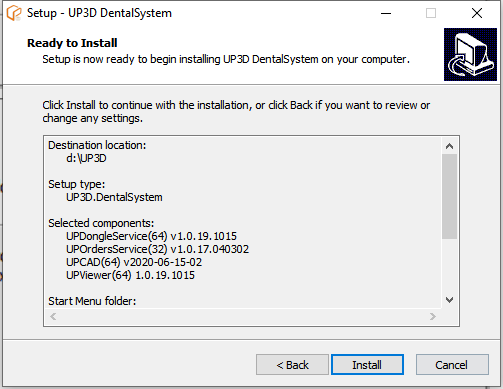 Setup - UP3D DentalSystem
Ready to Install
Setup is now ready to begin installing UP3D DentalSystem on your computer.
Click Install to continue with the installation, or click Back if you want to review or
change any settings.
Destination location:
d:\UP3D
Setup type:
UP3D.DentalSystem
Selected components:
UPDongleService(64) v1.0.19.1015
UPOrdersService(32) v1.0.17.040302
UPCAD(64) v2020-06-15-02
UPViewer(64) 1.0.19.1015
Start Menu folder:
< Back
Install
Cancel